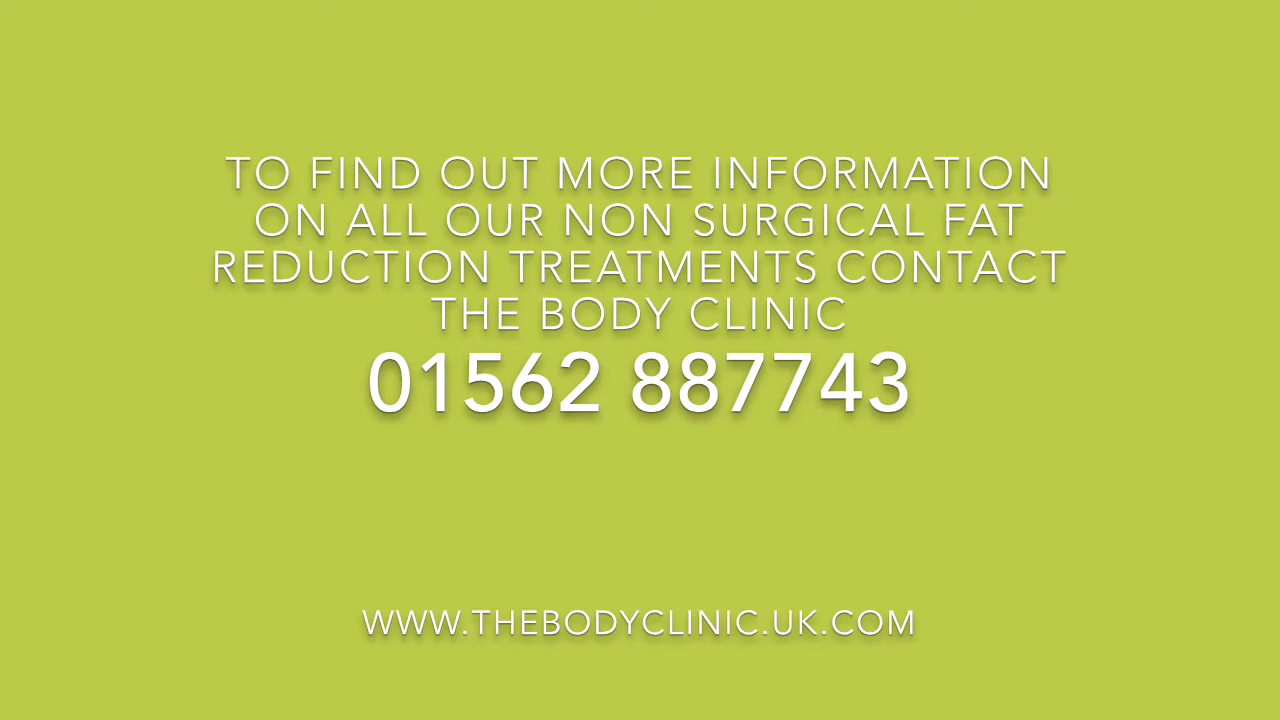 TO FIND OUT MORE INFORMATION
ON ALL OUR NON SURGICAL FAT
REDUCTION TREATMENTS CONTACT
THE BODY CLINIC
01562 887743
WWW.THEBODYCLINIC.UK.COM